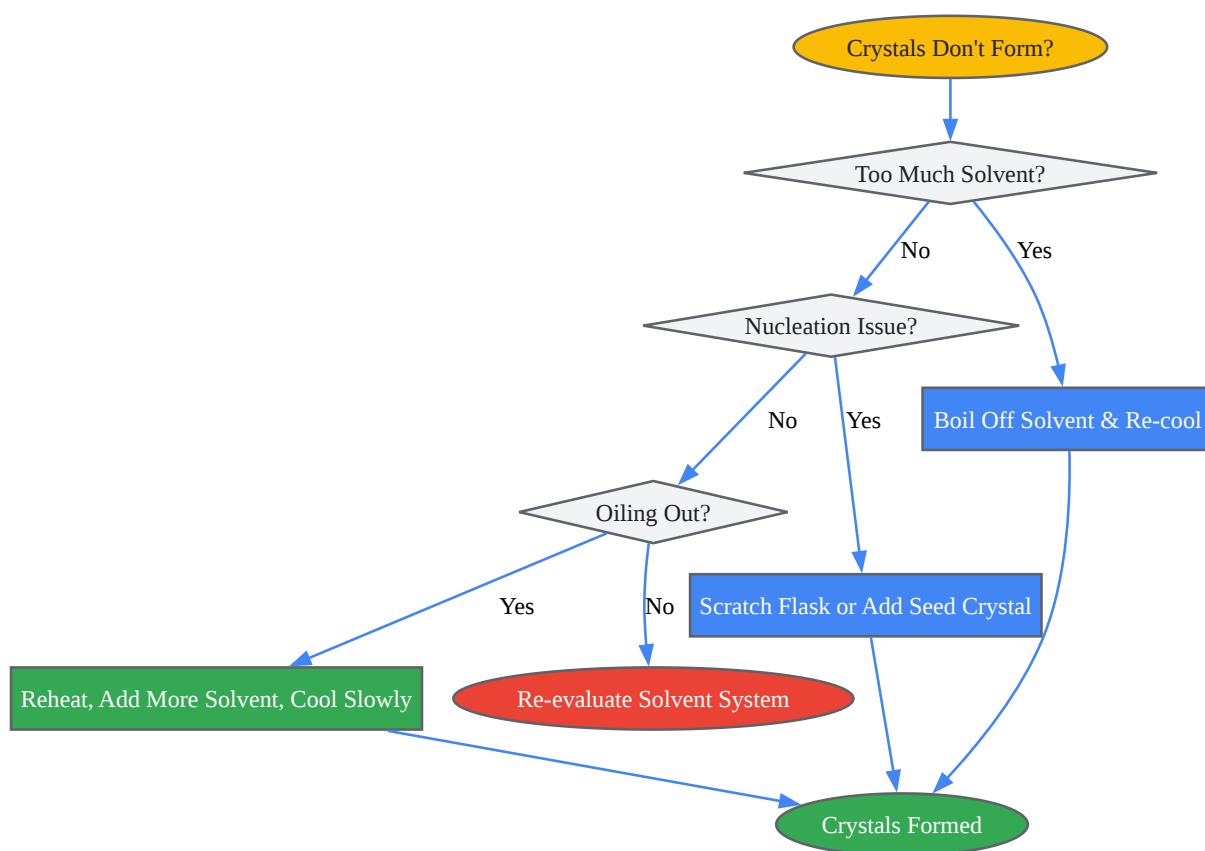 Crystals Don't Form?
Too Much Solvent?
No
Yes
Nucleation Issue?
Boil Off Solvent & Re-cool
No
Yes
Oiling Out?
Scratch Flask or Add Seed Crystal
Yes
No
Reheat, Add More Solvent, Cool Slowly
Re-evaluate Solvent System
Crystals Formed